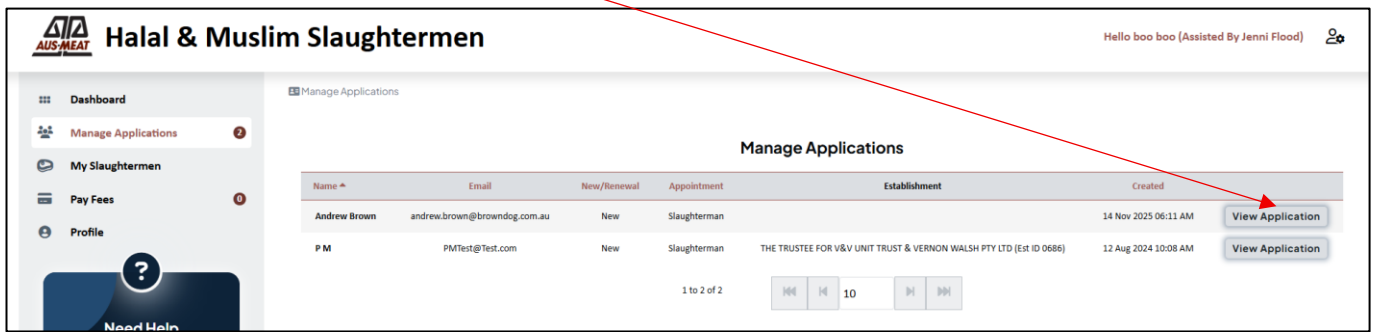 AUS-MEAT
Halal & Muslim Slaughtermen
Hello boo boo (Assisted By Jenni Flood)
Dashboard
Manage Applications 2
My Slaughtermen
Pay Fees 0
Profile
?
Need Help
Manage Applications
Manage Applications
Name Email New/Renewal Appointment Establishment Created
Andrew Brown andrew.brown@browndog.com.au New Slaughterman 14 Nov 2025 06:11 AM View Application
P M PMTest@Test.com New Slaughterman THE TRUSTEE FOR V&V UNIT TRUST & VERNON WALSH PTY LTD (Est ID 0686) 12 Aug 2024 10:08 AM View Application
1 to 2 of 2 10